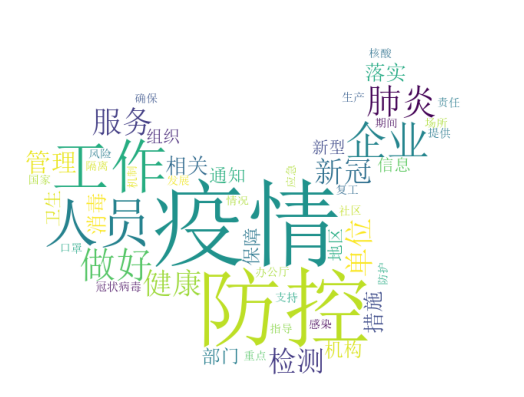 核酸
落实
确保
生产
肺炎
责任
服务
组织
期间
场所
企业
提供
新型
管理
风险
工作
相关
信息
新冠
隔离
机制
通知
应急
国家
发展
复工
卫生
消毒
疫情
情况
社区
人员
保障
地区
单位
口罩
做好
健康
办公厅
防护
冠状病毒
防控
支持
措施
感染
指导
部门
重点
检测
机构